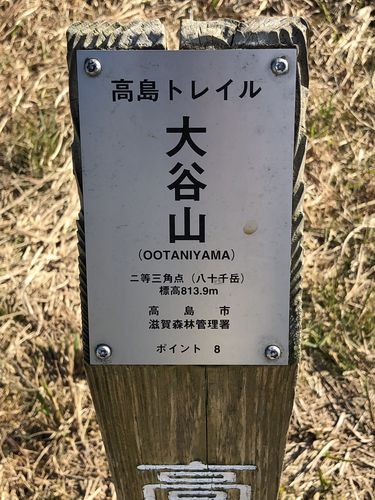 高島トレイル
大谷山
(OOTANIYAMA)
二等三角点（八十千岳）
標高813.9m
高島市
滋賀森林管理署
ポイント 8
高